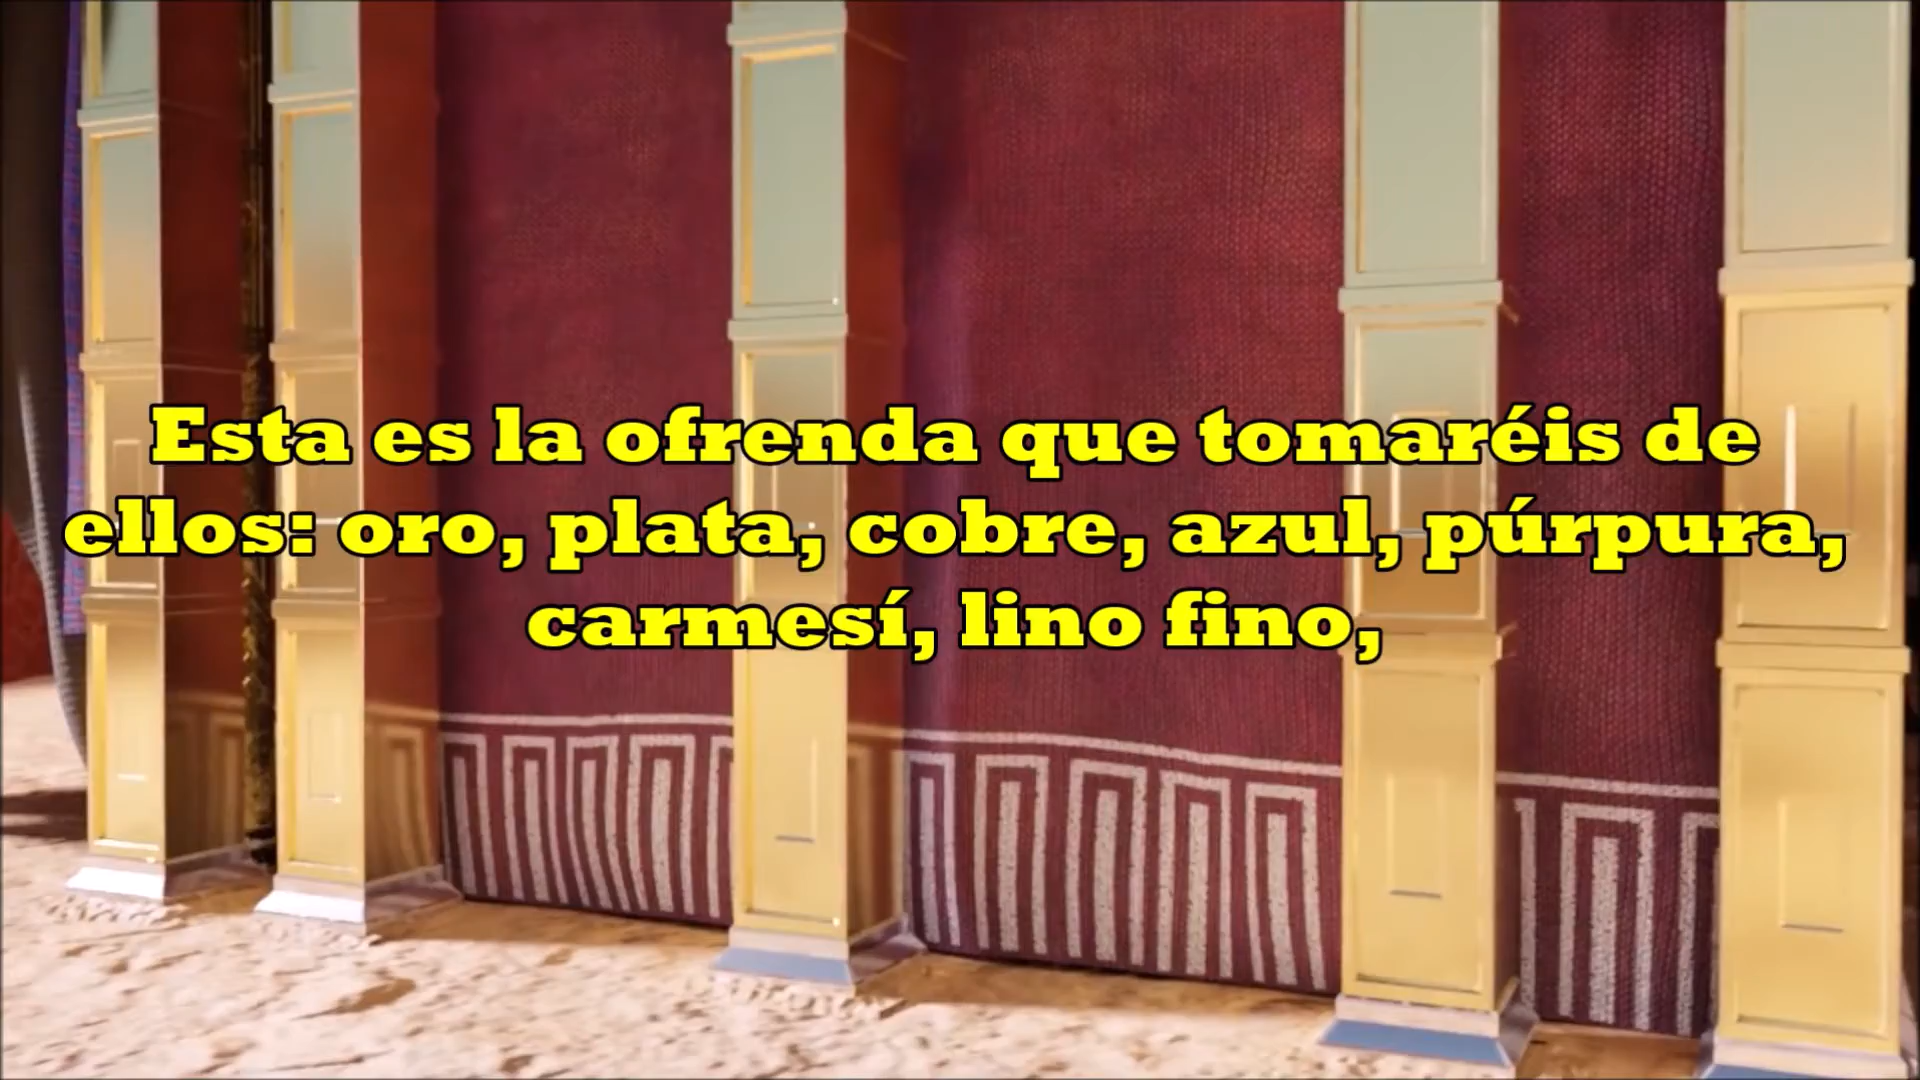 Esta es la ofrenda que tomaréis de
ellos: oro, plata, cobre, azul, púrpura,
carmesí, lino fino,